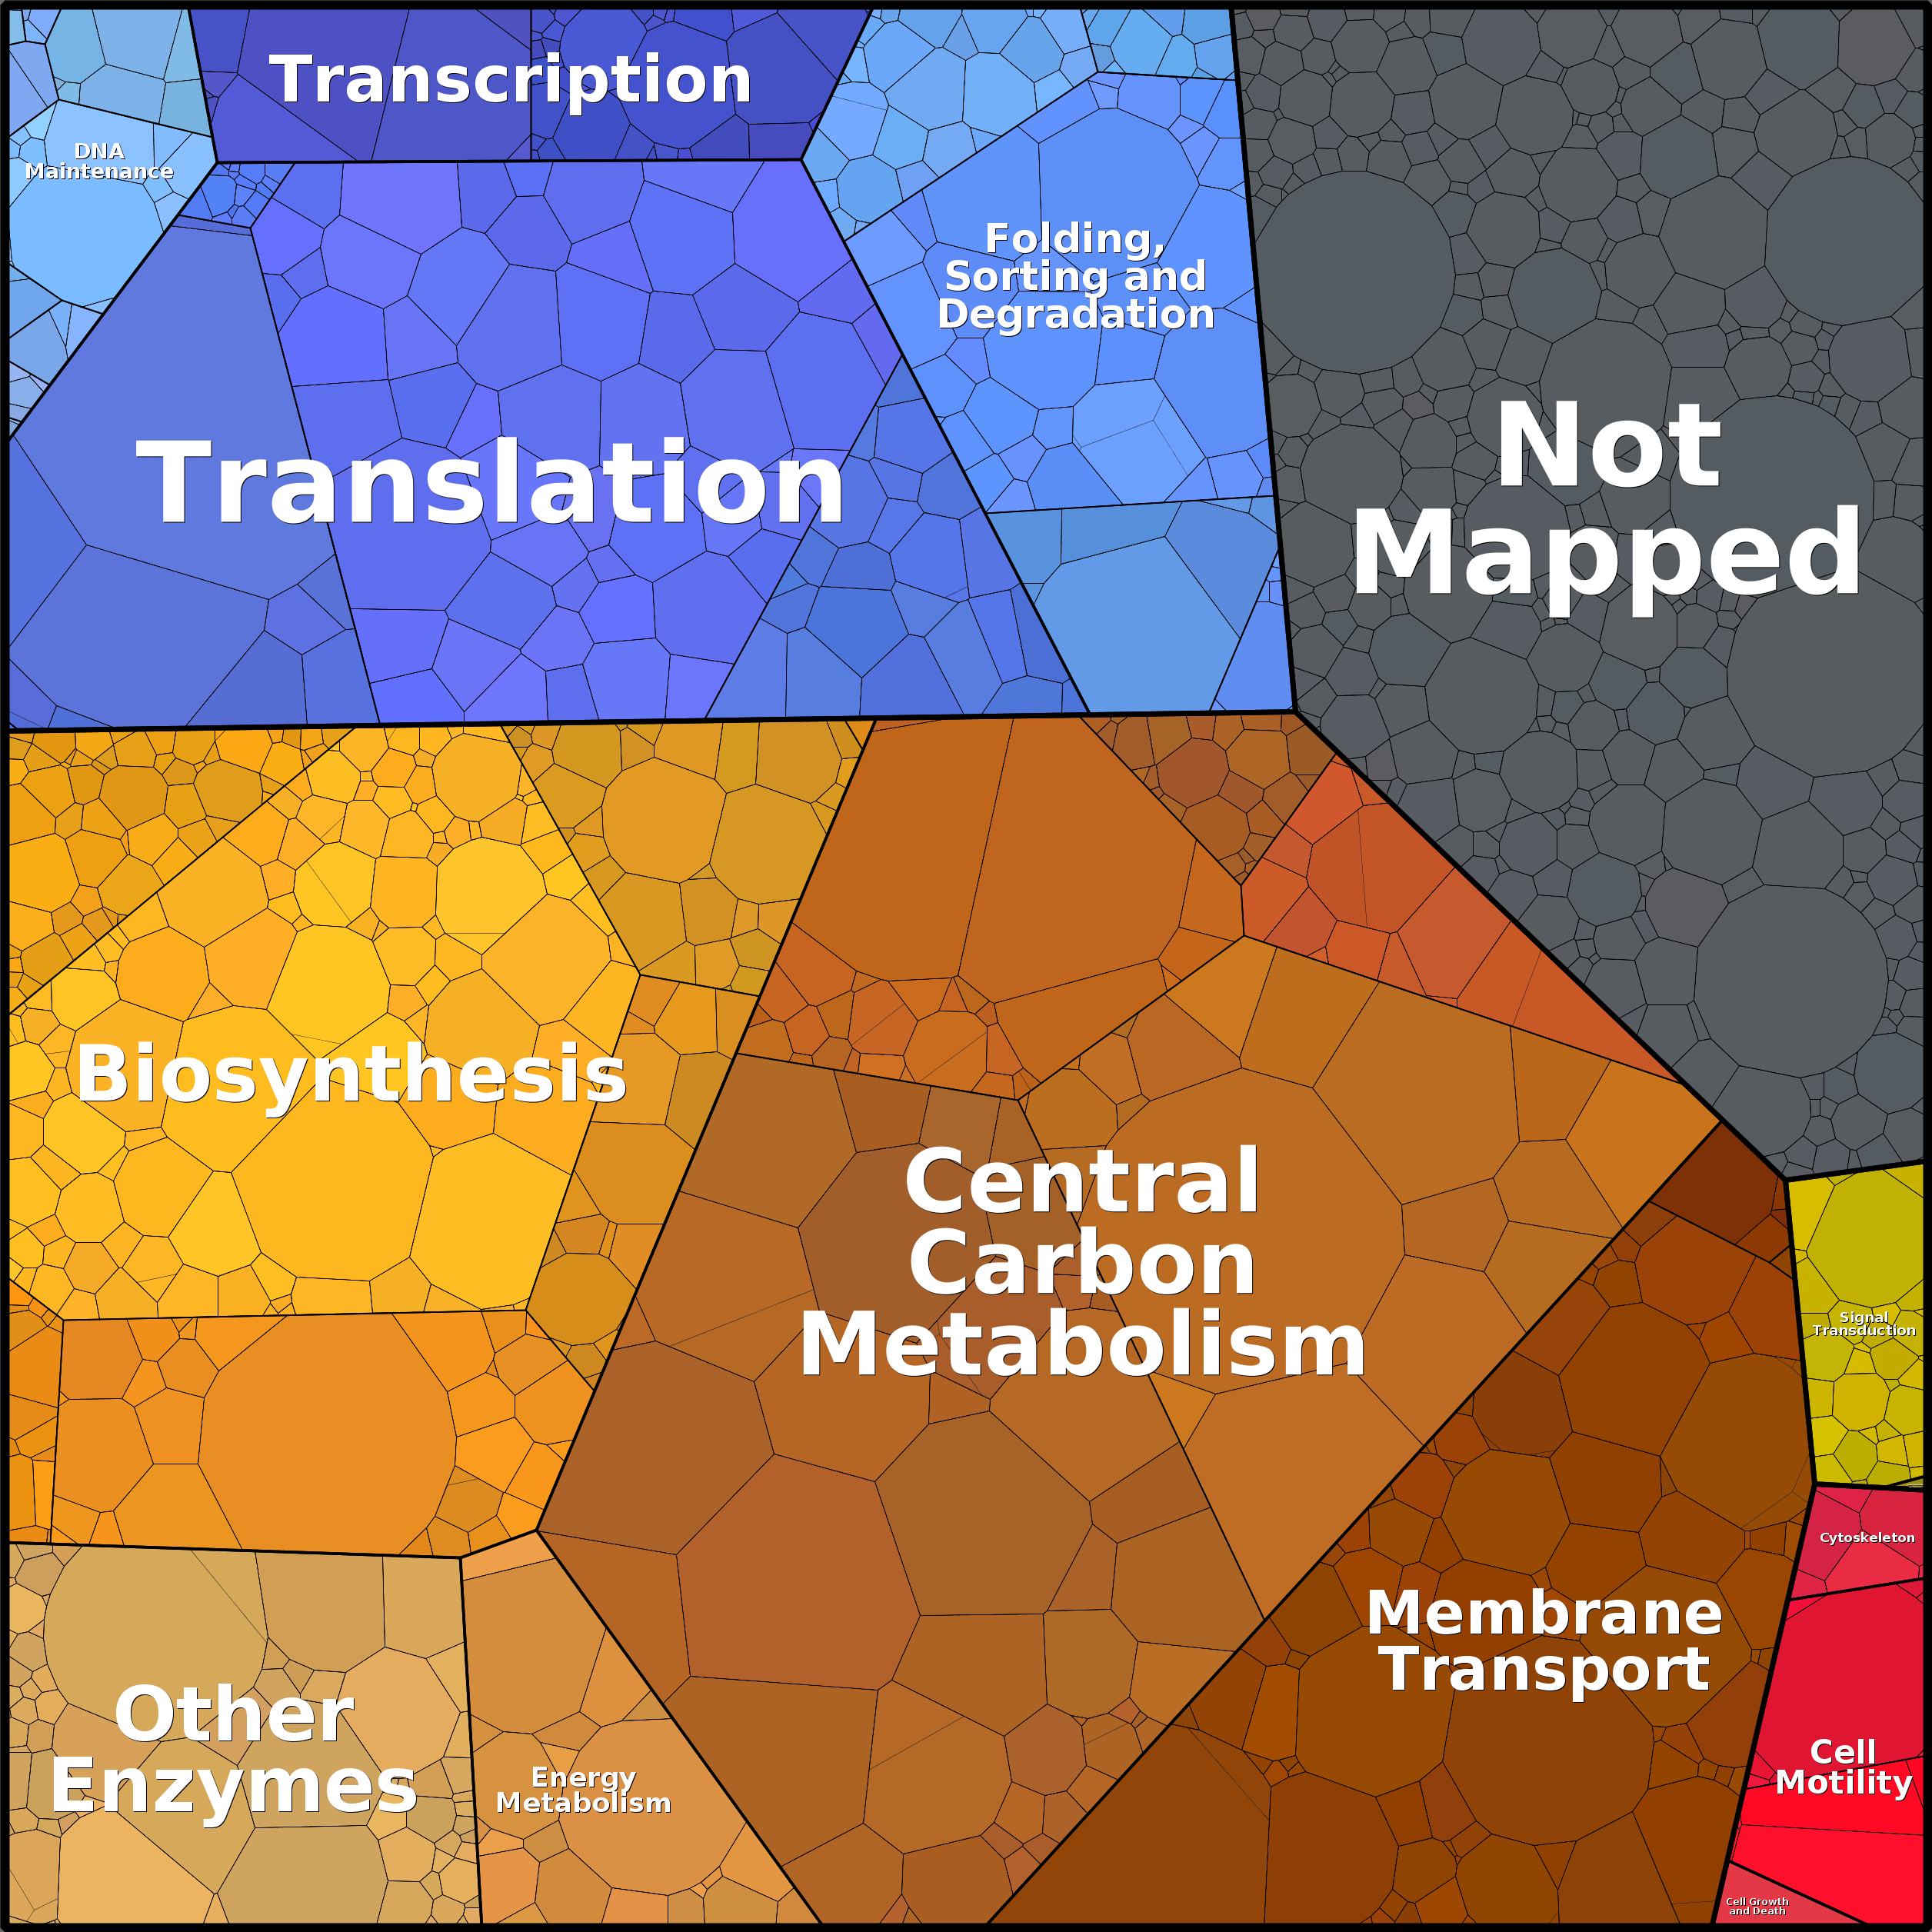 Transcription
DNA
Maintenance
Folding,
Sorting and
Degradation
Translation
Not
Mapped
Biosynthesis
Central
Carbon
Metabolism
Signal
Transduction
Cytoskeleton
Membrane
Transport
Other
Enzymes
Energy
Metabolism
Cell
Motility
Cell Growth
and Death